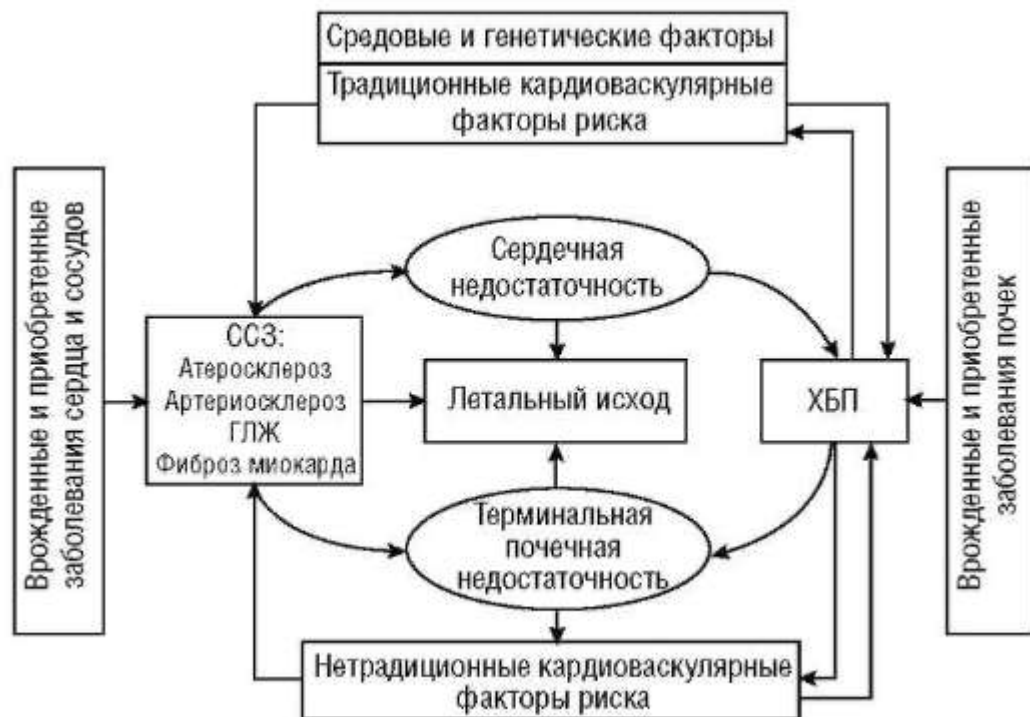 Средовые и генетические факторы
Традиционные кардиоваскулярные
факторы риска
Врожденные и приобретенные
заболевания сердца и сосудов
Сердечная
недостаточность
ССЗ:
Атеросклероз
Артериосклероз
ГЛЖ
Фиброз миокарда
Летальный исход
ХБП
Врожденные и приобретенные
заболевания почек
Терминальная
почечная
недостаточность
Нетрадиционные кардиоваскулярные
факторы риска